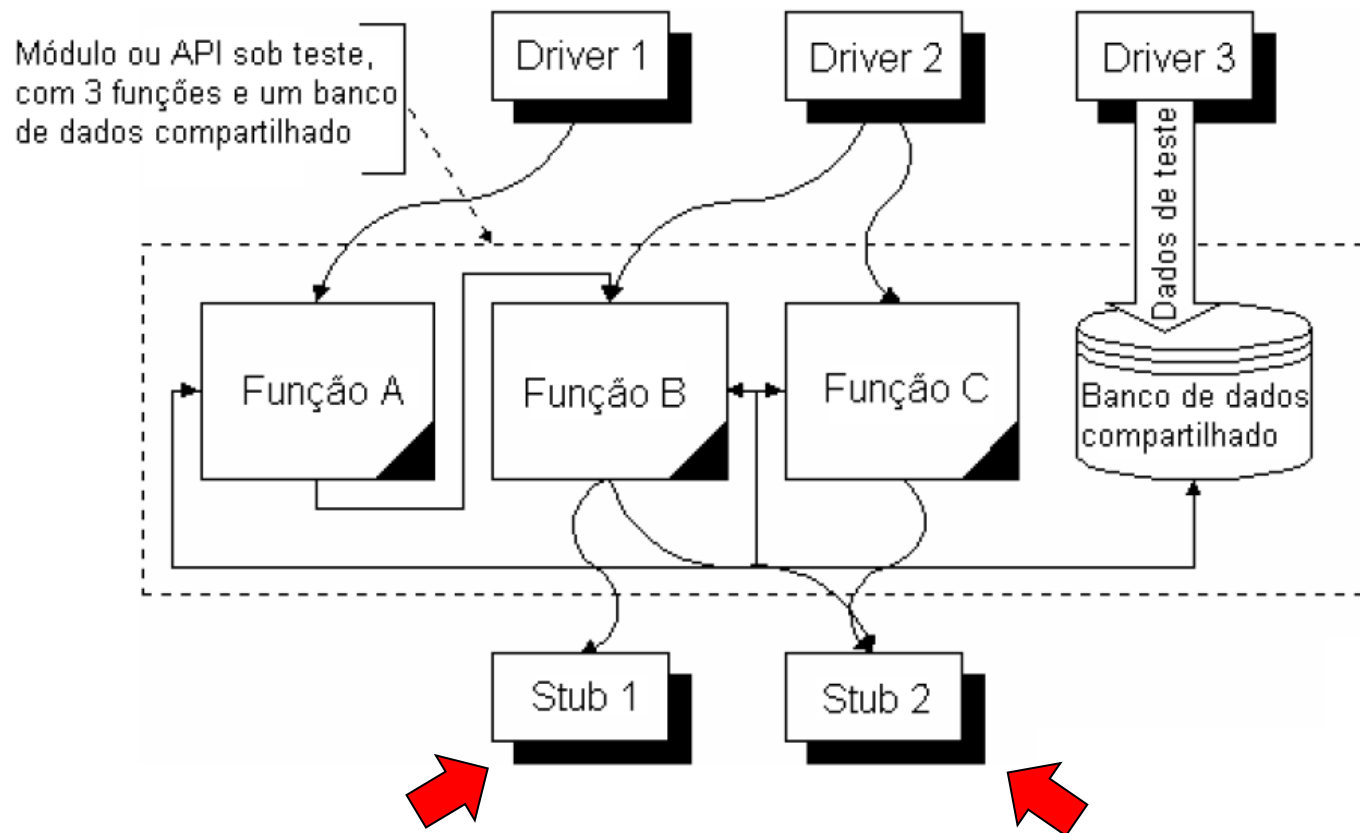 Módulo ou API sob teste,
com 3 funções e um banco
de dados compartilhado
Driver 1
Driver 2
Driver 3
Dados de teste
Função A
Função B
Função C
Banco de dados
compartilhado
Stub 1
Stub 2